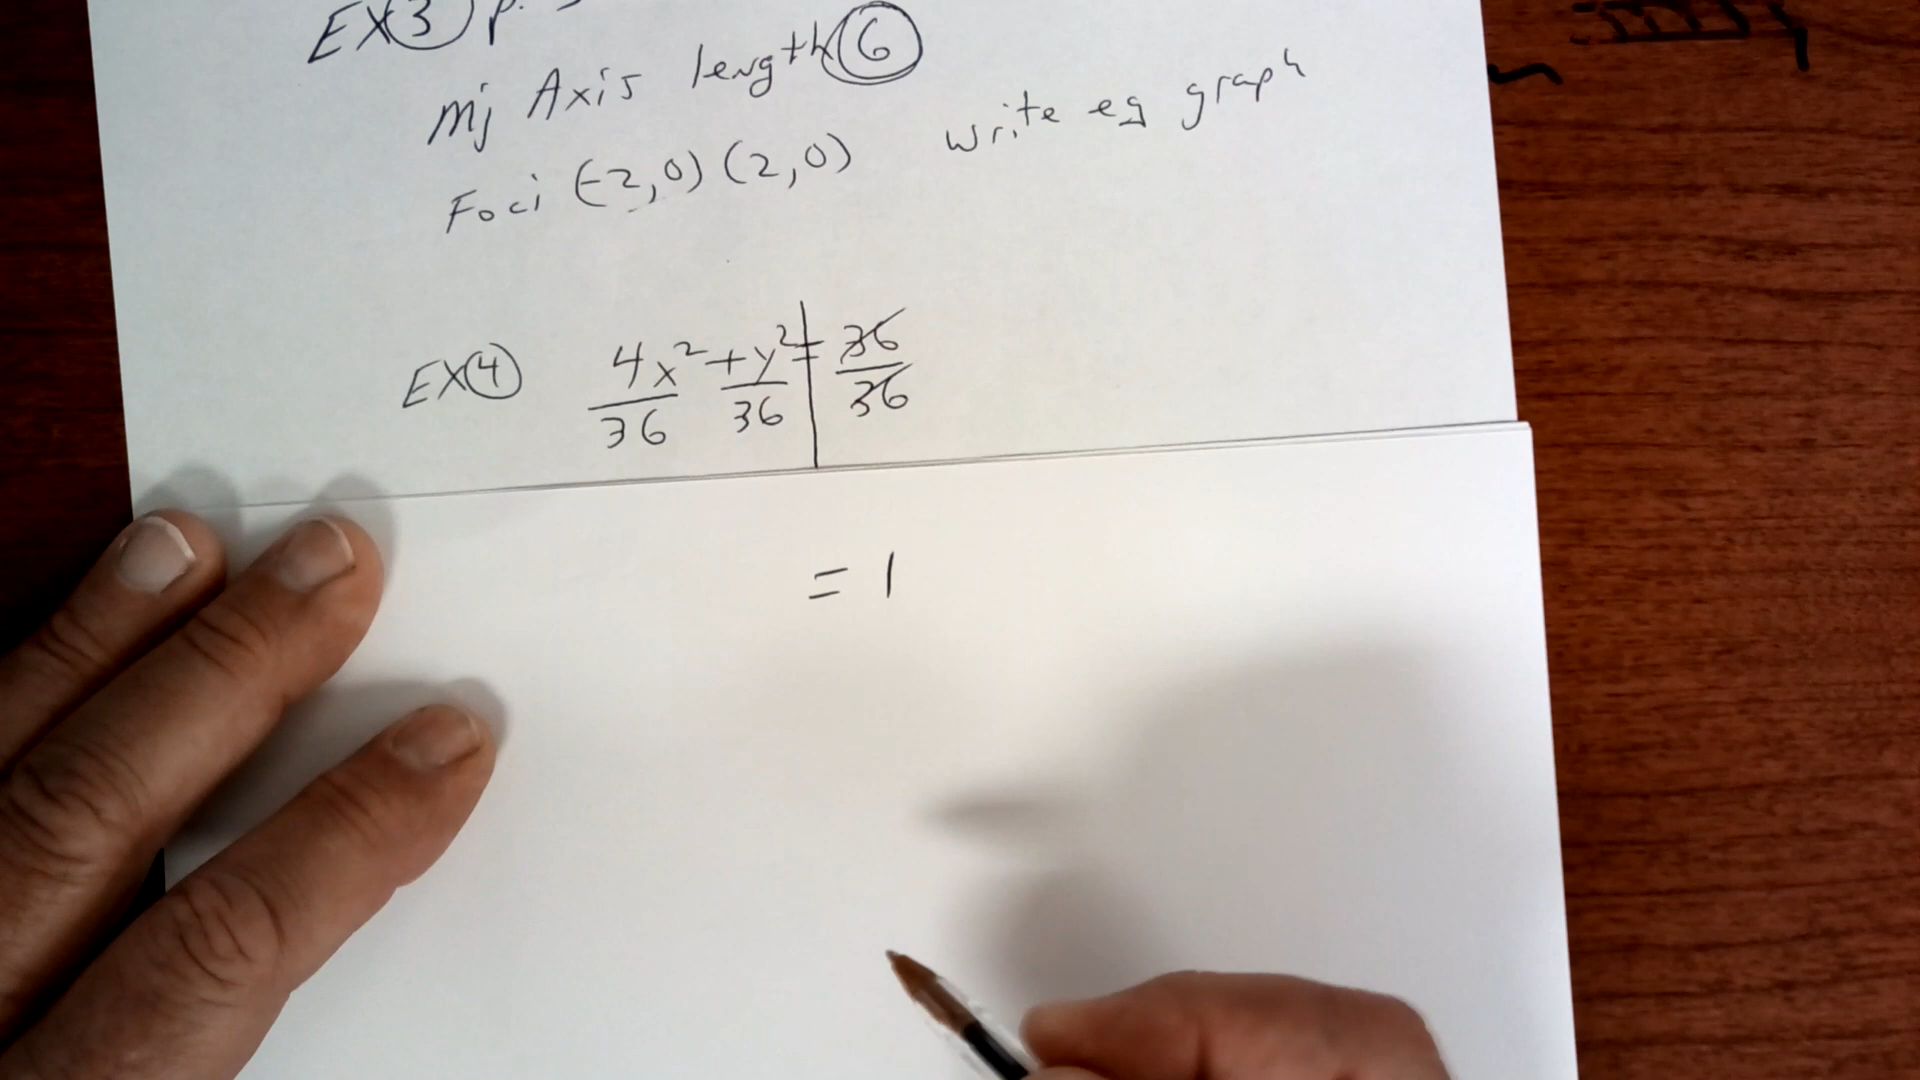 EX③ p.
Mj Axis length ⑥
Foci (-2,0) (2,0) write eq graph
EX④ 4x²/36 + y²/36 = 36/36
= 1